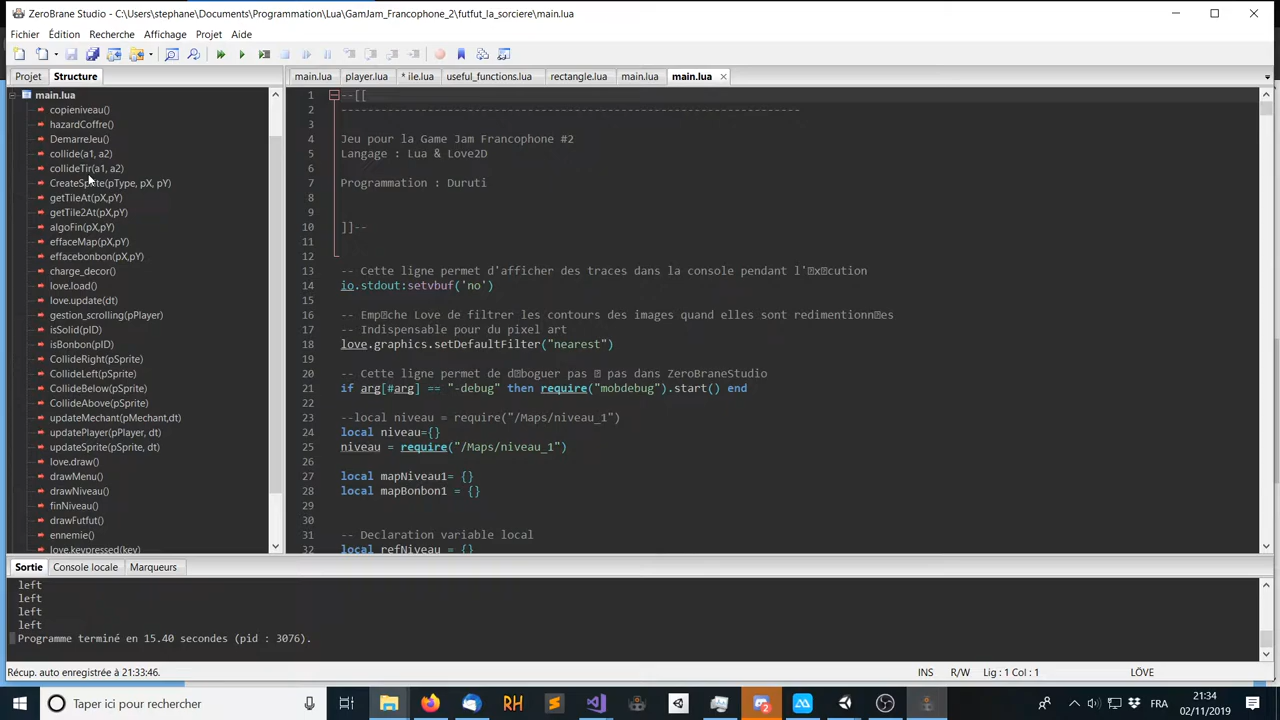 ZeroBrane Studio - C:\Users\stephane\Documents\Programmation\Lua\GamJam_Francophone_2\futfut_la_sorciere\main.lua
Fichier Édition Recherche Affichage Projet Aide
Projet Structure
main.lua player.lua * ile.lua useful_functions.lua rectangle.lua main.lua main.lua
main.lua
copieniveau()
hazardCoffre()
DemarreJeu()
collide(a1, a2)
collideTir(a1, a2)
CreateSprite(pType, pX, pY)
getTileAt(pX,pY)
getTile2At(pX,pY)
algoFin(pX,pY)
effaceMap(pX,pY)
effacebonbon(pX,pY)
charge_decor()
love.load()
love.update(dt)
gestion_scrolling(pPlayer)
isSolid(pID)
isBonbon(pID)
CollideRight(pSprite)
CollideLeft(pSprite)
CollideBelow(pSprite)
CollideAbove(pSprite)
updateMechant(pMechant,dt)
updatePlayer(pPlayer, dt)
updateSprite(pSprite, dt)
love.draw()
drawMenu()
drawNiveau()
finNiveau()
drawFutfut()
ennemie()
love.keypressed(key)
1 --[[
2 ---------------------------------------------------------------------
3
4 Jeu pour la Game Jam Francophone #2
5 Langage : Lua & Love2D
6
7 Programmation : Duruti
8
9
10 ]]--
11
12
13 -- Cette ligne permet d'afficher des traces dans la console pendant l'�x�cution
14 io.stdout:setvbuf('no')
15
16 -- Emp�che Love de filtrer les contours des images quand elles sont redimentionn�es
17 -- Indispensable pour du pixel art
18 love.graphics.setDefaultFilter("nearest")
19
20 -- Cette ligne permet de d�boguer pas � pas dans ZeroBraneStudio
21 if arg[#arg] == "-debug" then require("mobdebug").start() end
22
23 --local niveau = require("/Maps/niveau_1")
24 local niveau={}
25 niveau = require("/Maps/niveau_1")
26
27 local mapNiveau1= {}
28 local mapBonbon1 = {}
29
30
31 -- Declaration variable local
32 local refNiveau = {}
Sortie Console locale Marqueurs
left
left
left
left
Programme terminé en 15.40 secondes (pid : 3076).
Récup. auto enregistrée à 21:33:46. INS R/W Lig : 1 Col : 1 LÖVE
Taper ici pour rechercher RH 2 FRA 21:34
02/11/2019